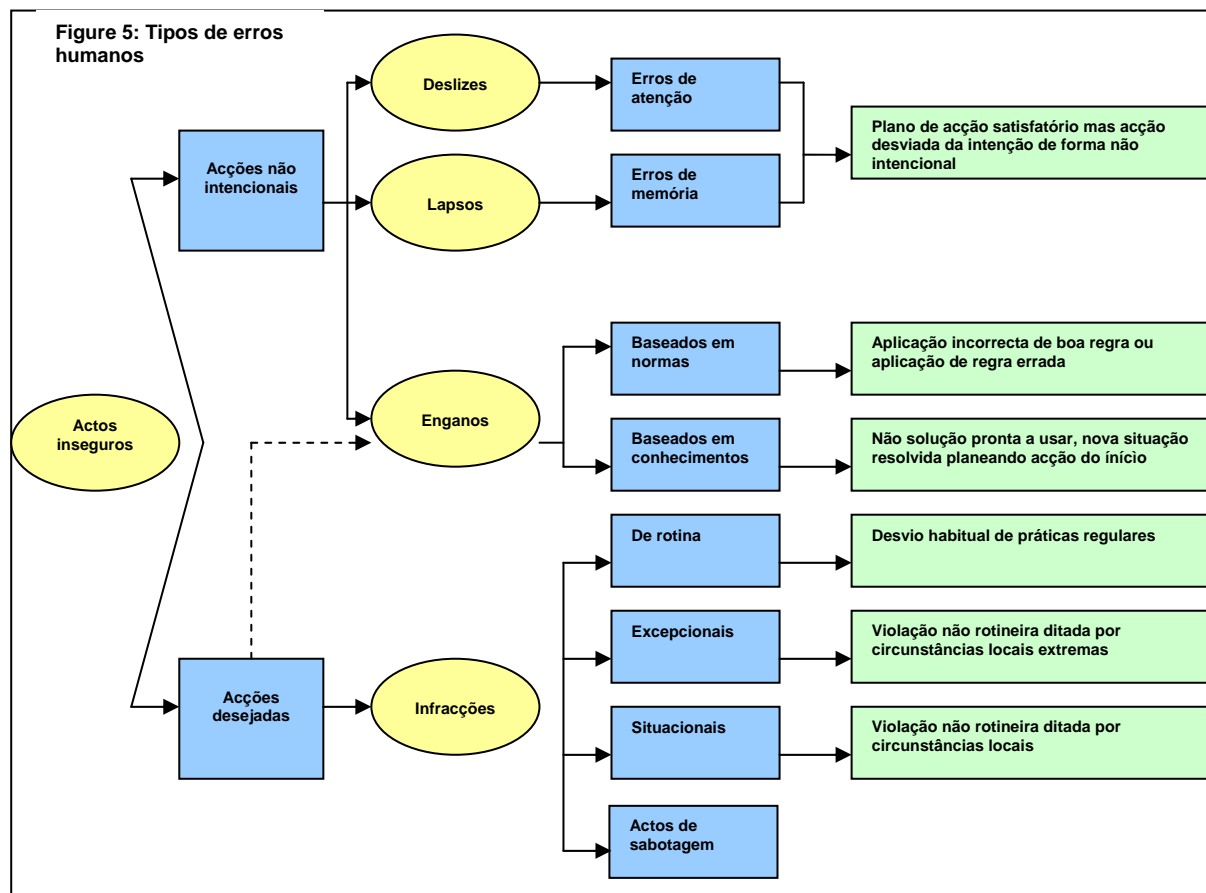 Figure 5: Tipos de erros
humanos
Deslizes
Erros de
atenção
Plano de acção satisfatório mas acção
desviada da intenção de forma não
intencional
Acções não
intencionais
Lapsos
Erros de
memória
Baseados em
normas
Aplicação incorrecta de boa regra ou
aplicação de regra errada
Enganos
Actos
inseguros
Baseados em
conhecimentos
Não solução pronta a usar, nova situação
resolvida planeando acção do ínícìo
De rotina
Desvio habitual de práticas regulares
Excepcionais
Violação não rotineira ditada por
circunstâncias locais extremas
Acções
desejadas
Infracções
Situacionais
Violação não rotineira ditada por
circunstâncias locais
Actos de
sabotagem